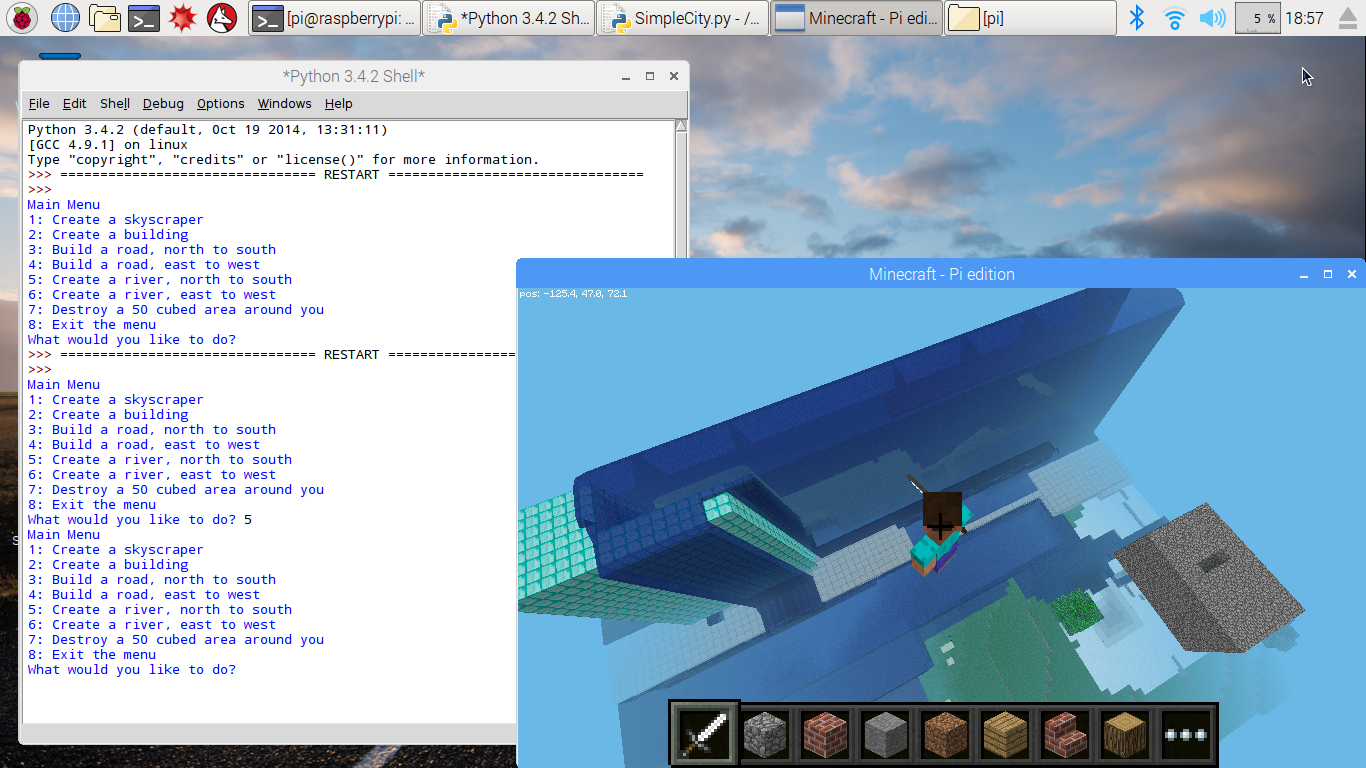 [pi@raspberrypi: ...
*Python 3.4.2 Sh...
SimpleCity.py - /...
Minecraft - Pi edi...
[pi]
5 %
18:57
*Python 3.4.2 Shell*
File Edit Shell Debug Options Windows Help
Python 3.4.2 (default, Oct 19 2014, 13:31:11)
[GCC 4.9.1] on linux
Type "copyright", "credits" or "license()" for more information.
>>> ================================ RESTART ================================
>>>
Main Menu
1: Create a skyscraper
2: Create a building
3: Build a road, north to south
4: Build a road, east to west
5: Create a river, north to south
6: Create a river, east to west
7: Destroy a 50 cubed area around you
8: Exit the menu
What would you like to do?
>>> ================================ RESTART ================
>>>
Main Menu
1: Create a skyscraper
2: Create a building
3: Build a road, north to south
4: Build a road, east to west
5: Create a river, north to south
6: Create a river, east to west
7: Destroy a 50 cubed area around you
8: Exit the menu
What would you like to do? 5
Main Menu
1: Create a skyscraper
2: Create a building
3: Build a road, north to south
4: Build a road, east to west
5: Create a river, north to south
6: Create a river, east to west
7: Destroy a 50 cubed area around you
8: Exit the menu
What would you like to do?
Minecraft - Pi edition
pos: -125.4, 47.0, 72.1